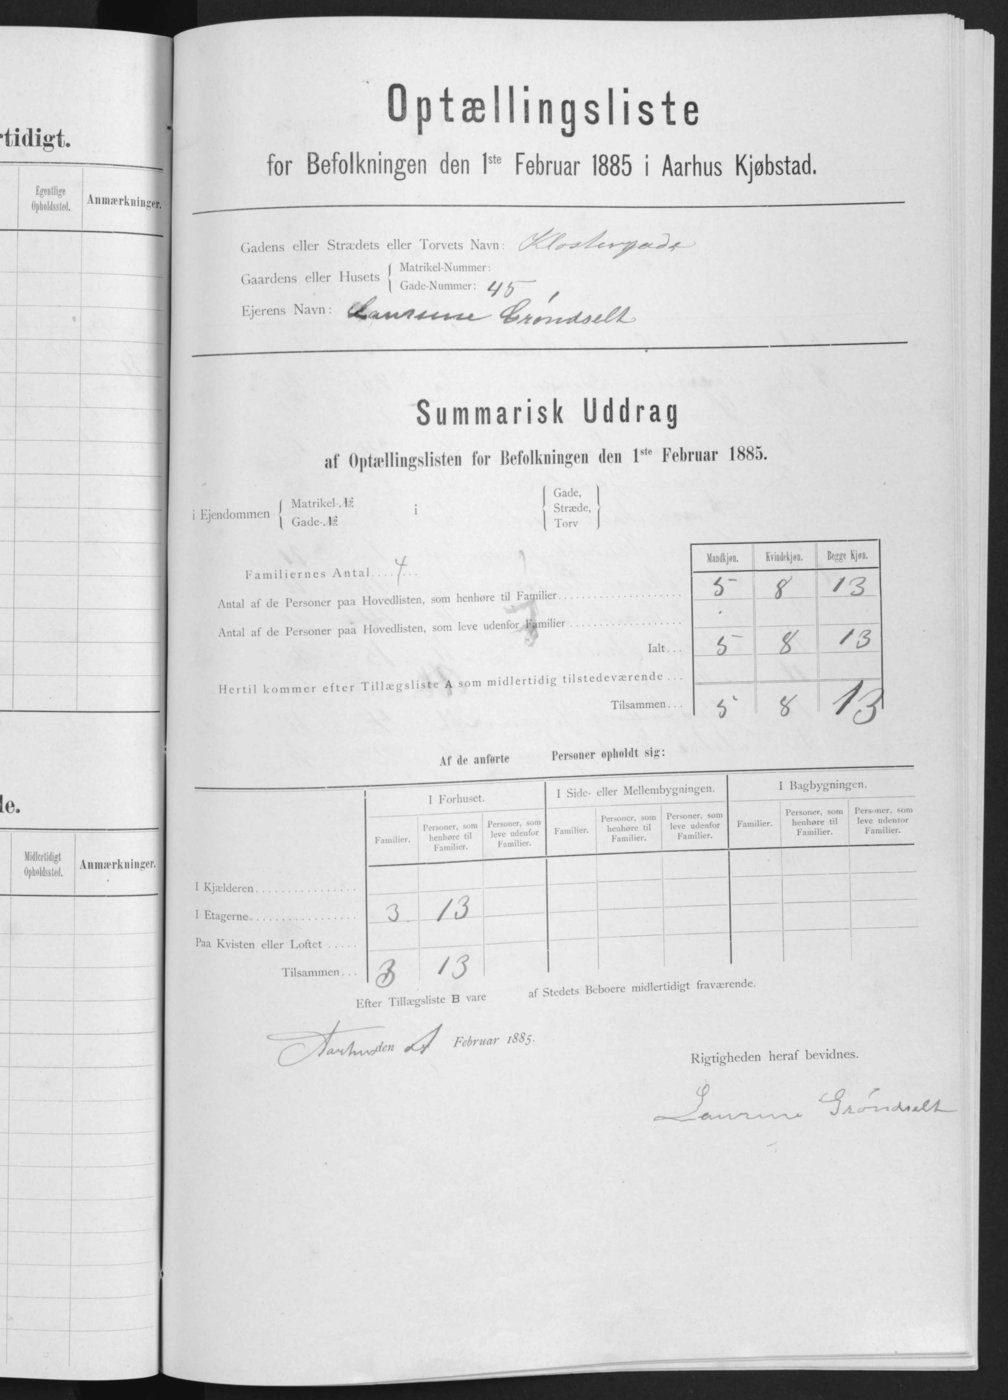 rtidigt.
Egentlige Opholdssted.
Anmærkninger.
de.
Midlertidigt Opholdssted.
Anmærkninger.
Optællingsliste
for Befolkningen den 1ste Februar 1885 i Aarhus Kjøbstad.
Gadens eller Strædets eller Torvets Navn: Klostergade
Gaardens eller Husets { Matrikel-Nummer:
Gade-Nummer: 45
Ejerens Navn: Laurine Grøndselt
Summarisk Uddrag
af Optællingslisten for Befolkningen den 1ste Februar 1885.
i Ejendommen { Matrikel-№ i { Gade, }
Gade-№ Stræde,
Torv
Mandkjøn. Kvindekjøn. Begge Kjøn.
Familiernes Antal .... 4 ...
Antal af de Personer paa Hovedlisten, som henhøre til Familier 5 8 13
Antal af de Personer paa Hovedlisten, som leve udenfor Familier
Ialt ... 5 8 13
Hertil kommer efter Tillægsliste A som midlertidig tilstedeværende ...
Tilsammen ... 5 8 13
Af de anførte Personer opholdt sig:
I Forhuset. I Side- eller Mellembygningen. I Bagbygningen.
Familier. Personer, som henhøre til Familier. Personer, som leve udenfor Familier. Familier. Personer, som henhøre til Familier. Personer, som leve udenfor Familier. Familier. Personer, som henhøre til Familier. Personer, som leve udenfor Familier.
I Kjælderen
I Etagerne 3 13
Paa Kvisten eller Loftet
Tilsammen ... 3 13
Efter Tillægsliste B vare af Stedets Beboere midlertidigt fraværende.
Aarhus den Februar 1885.
Rigtigheden heraf bevidnes.
Laurine Grøndselt